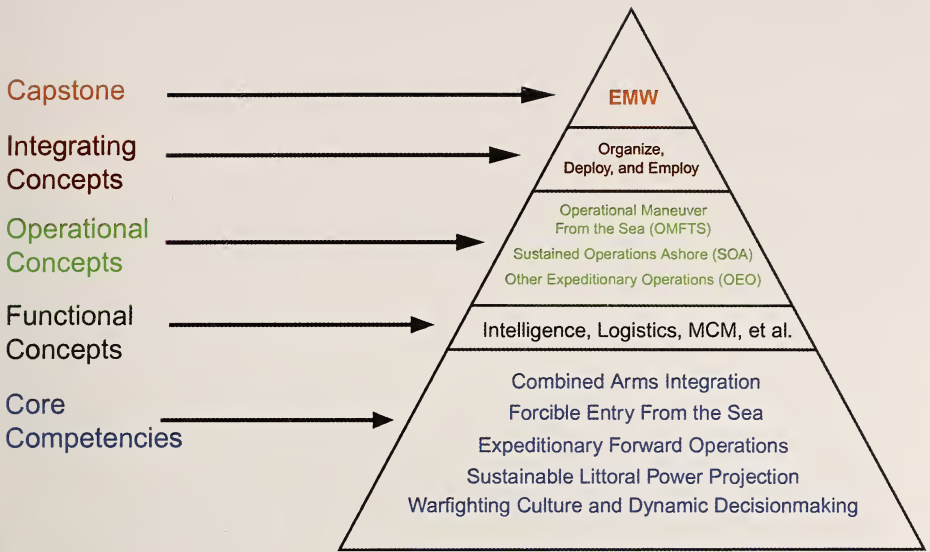 Capstone
EMW
Integrating
Concepts
Organize,
Deploy, and Employ
Operational
Concepts
Operational Maneuver
From the Sea (OMFTS)
Sustained Operations Ashore (SOA)
Other Expeditionary Operations (OEO)
Functional
Concepts
Intelligence, Logistics, MCM, et al.
Core
Competencies
Combined Arms Integration
Forcible Entry From the Sea
Expeditionary Forward Operations
Sustainable Littoral Power Projection
Warfighting Culture and Dynamic Decisionmaking